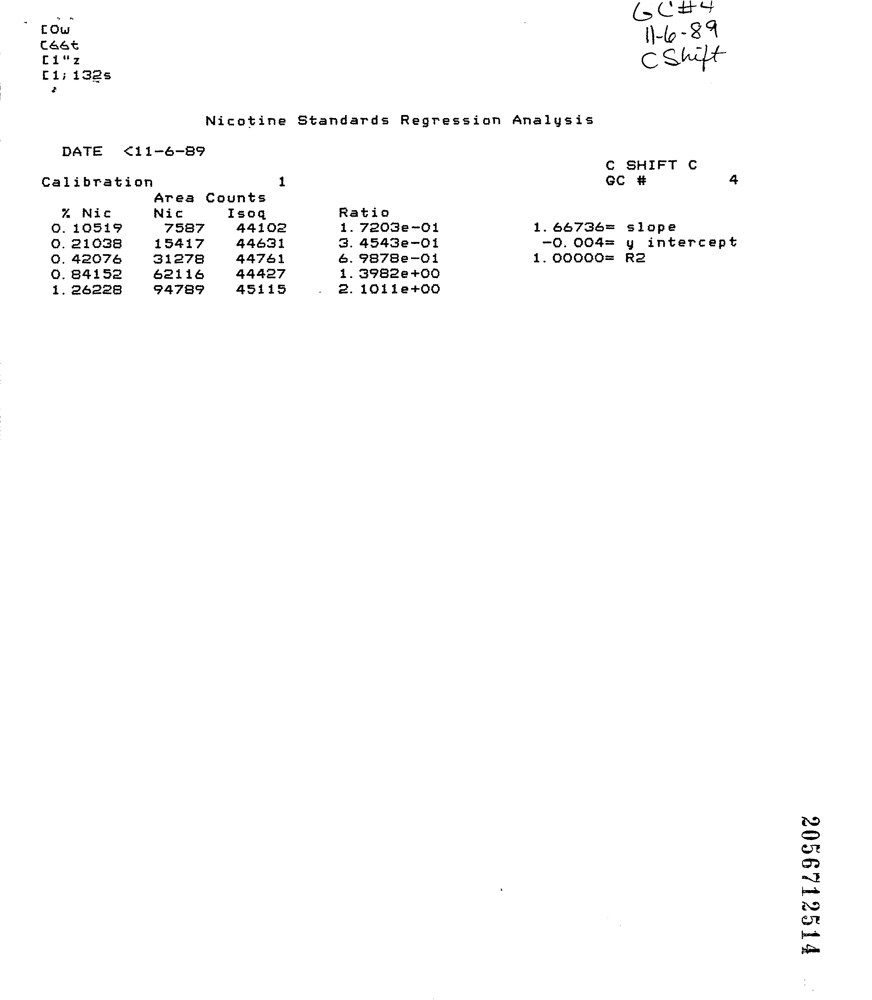 GC#4
11-6-89
C Shift
[0w
[66t
[1"z
[1;132s
Nicotine Standards Regression Analysis
DATE <11-6-89
C SHIFT C
Calibration 1 GC # 4
Area Counts
% Nic Nic Isoq Ratio
0.10519 7587 44102 1.7203e-01 1.66736= slope
0.21038 15417 44631 3.4543e-01 -0.004= y intercept
0.42076 31278 44761 6.9878e-01 1.00000= R2
0.84152 62116 44427 1.3982e+00
1.26228 94789 45115 2.1011e+00
2056712514